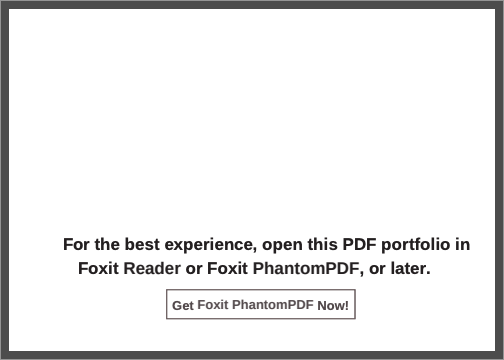 For the best experience, open this PDF portfolio in
Foxit Reader or Foxit PhantomPDF, or later.
Get Foxit PhantomPDF Now!